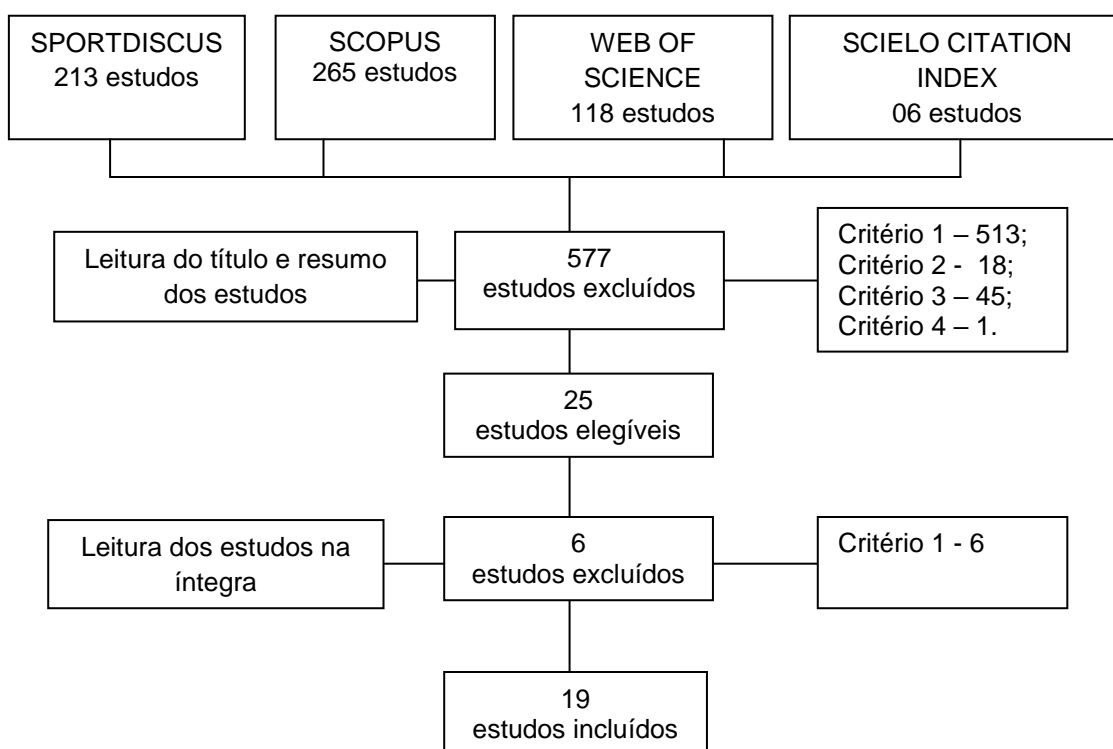 SPORTDISCUS
213 estudos
SCOPUS
265 estudos
WEB OF
SCIENCE
118 estudos
SCIELO CITATION
INDEX
06 estudos
Leitura do título e resumo
dos estudos
577
estudos excluídos
Critério 1 – 513;
Critério 2 - 18;
Critério 3 – 45;
Critério 4 – 1.
25
estudos elegíveis
Leitura dos estudos na
íntegra
6
estudos excluídos
Critério 1 - 6
19
estudos incluídos